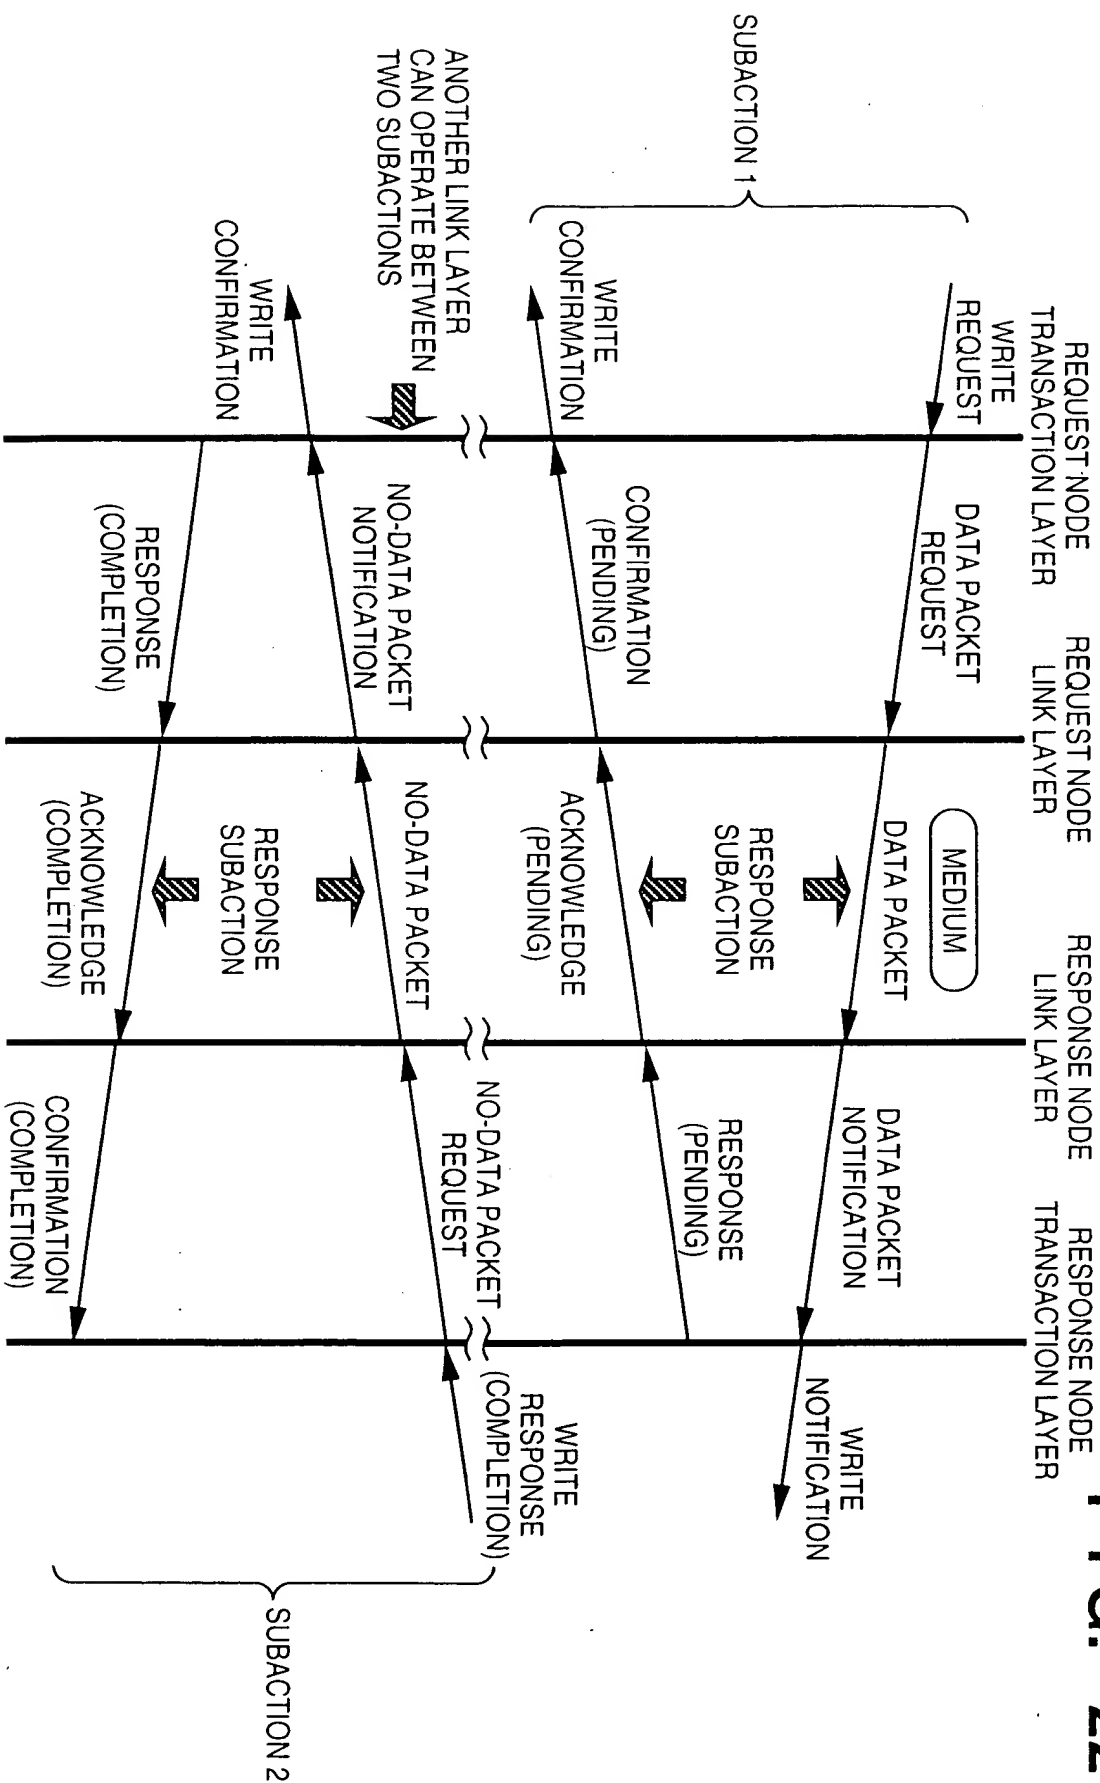 FIG. 22
REQUEST NODE
TRANSACTION LAYER
REQUEST NODE
LINK LAYER
RESPONSE NODE
LINK LAYER
RESPONSE NODE
TRANSACTION LAYER
WRITE
REQUEST
DATA PACKET
REQUEST
MEDIUM
DATA PACKET
DATA PACKET
NOTIFICATION
WRITE
NOTIFICATION
SUBACTION 1
RESPONSE
SUBACTION
RESPONSE
(PENDING)
ACKNOWLEDGE
(PENDING)
CONFIRMATION
(PENDING)
WRITE
CONFIRMATION
ANOTHER LINK LAYER
CAN OPERATE BETWEEN
TWO SUBACTIONS
WRITE
RESPONSE
(COMPLETION)
NO-DATA PACKET
REQUEST
NO-DATA PACKET
NO-DATA PACKET
NOTIFICATION
WRITE
CONFIRMATION
RESPONSE
SUBACTION
SUBACTION 2
RESPONSE
(COMPLETION)
ACKNOWLEDGE
(COMPLETION)
CONFIRMATION
(COMPLETION)